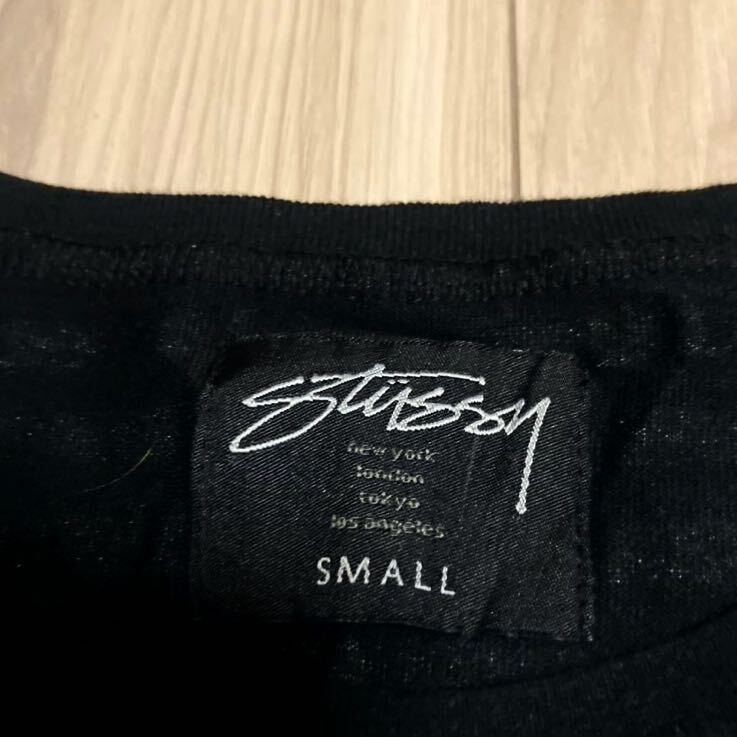 stüssy
new york
london
tokyo
los angeles
SMALL